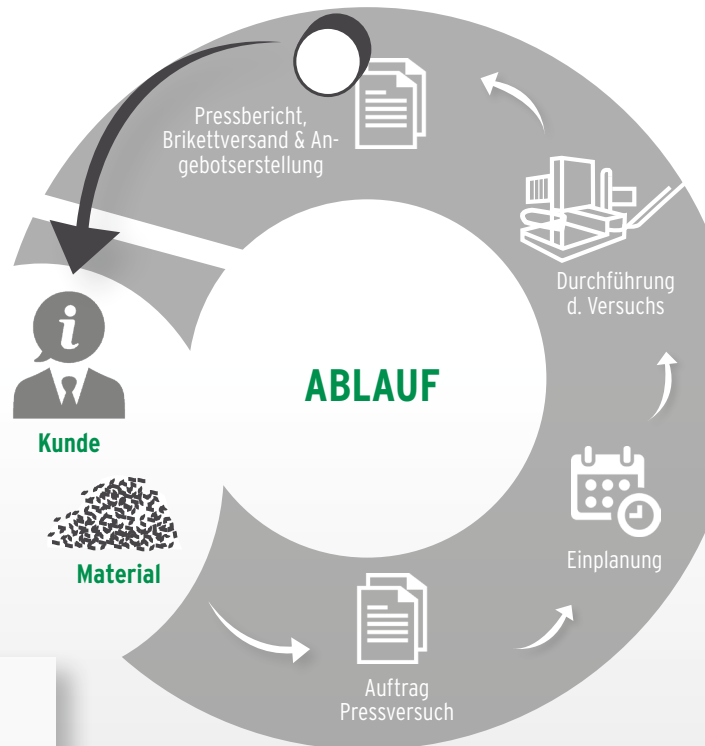 ABLAUF
Kunde
Material
Auftrag
Pressversuch
Einplanung
Durchführung
d. Versuchs
Pressbericht,
Brikettversand & An-
gebotserstellung
i